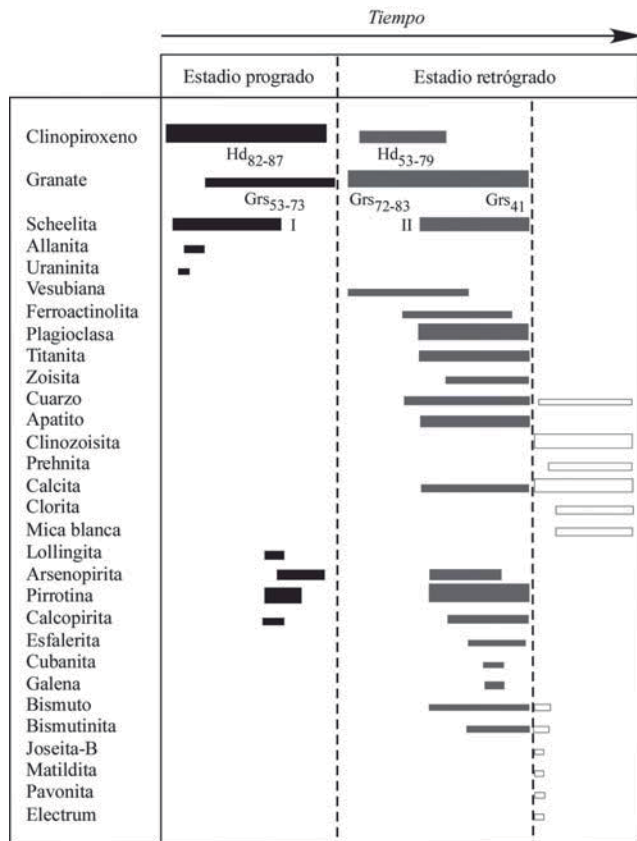 Tiempo
Estadio progrado Estadio retrógrado
Clinopiroxeno
Hd82-87 Hd53-79
Granate
Grs53-73 Grs72-83 Grs41
Scheelita I II
Allanita
Uraninita
Vesubiana
Ferroactinolita
Plagioclasa
Titanita
Zoisita
Cuarzo
Apatito
Clinozoisita
Prehnita
Calcita
Clorita
Mica blanca
Lollingita
Arsenopirita
Pirrotina
Calcopirita
Esfalerita
Cubanita
Galena
Bismuto
Bismutinita
Joseita-B
Matildita
Pavonita
Electrum